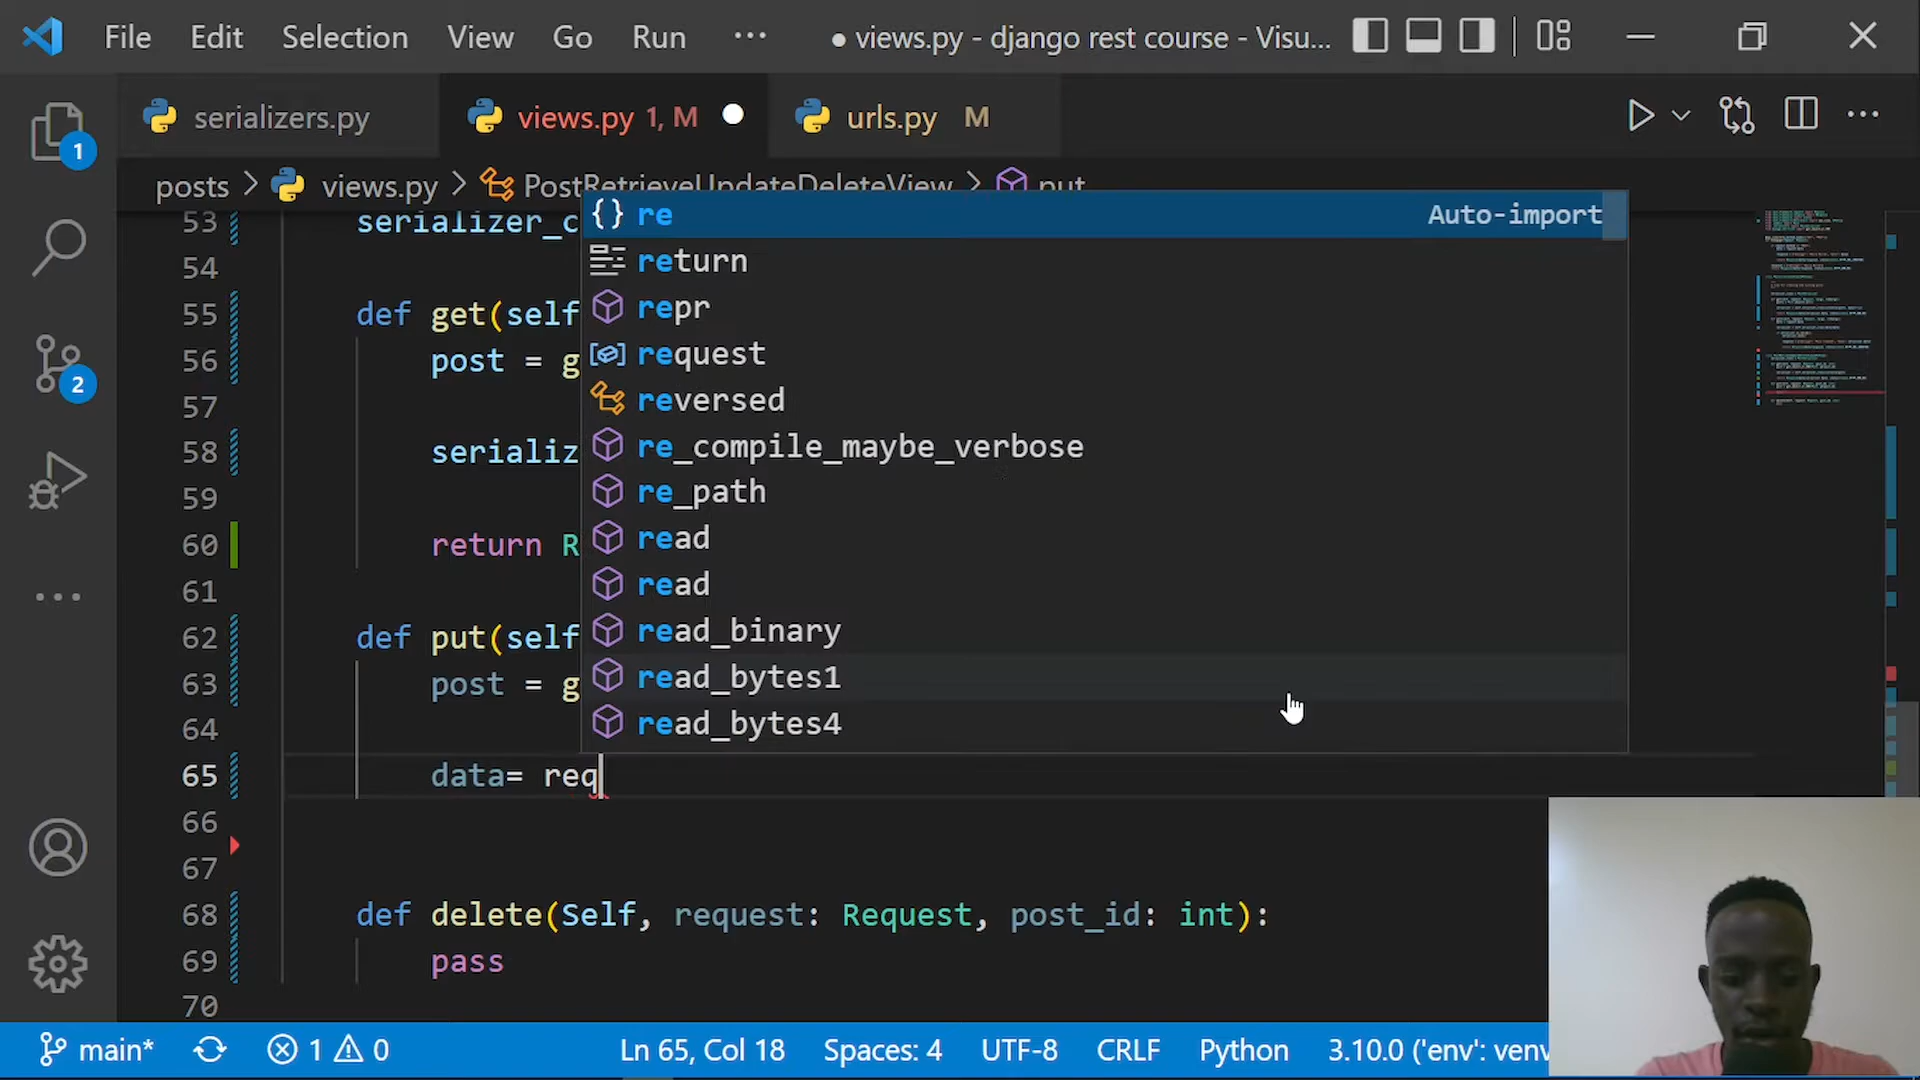 File Edit Selection View Go Run ··· ● views.py - django rest course - Visu...
serializers.py views.py 1, M urls.py M
posts > views.py > PostRetrieveUpdateDeleteView > put
53 serializer_c
54
55 def get(self
56 post = g
57
58 serializ
59
60 return R
61
62 def put(self
63 post = g
64
65 data= req
66
67
68 def delete(Self, request: Request, post_id: int):
69 pass
70
{} re Auto-import
return
repr
request
reversed
re_compile_maybe_verbose
re_path
read
read
read_binary
read_bytes1
read_bytes4
1
2
main* 1 0 Ln 65, Col 18 Spaces: 4 UTF-8 CRLF Python 3.10.0 ('env': venv